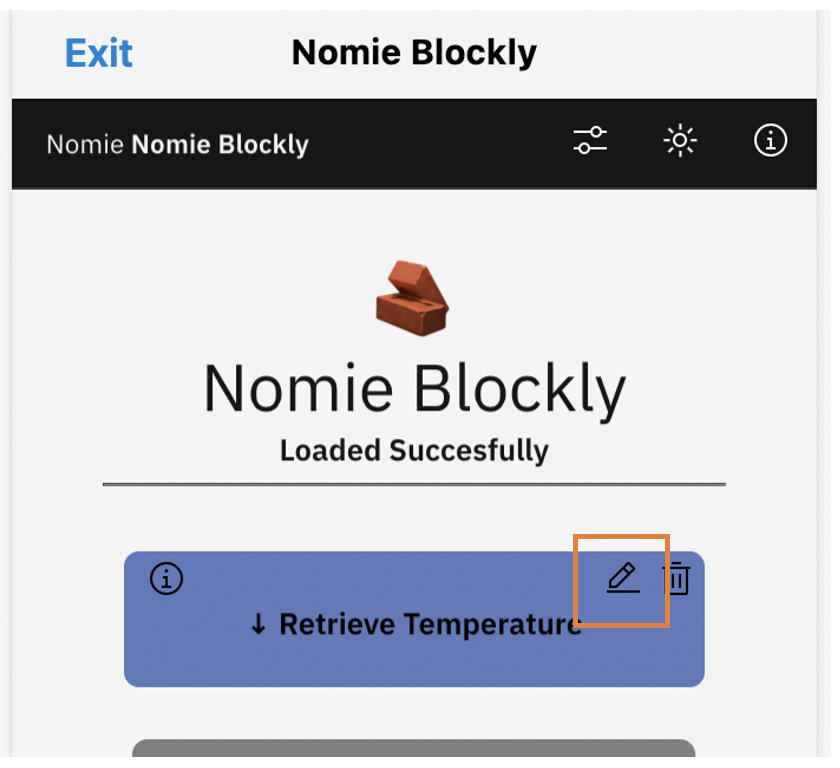 Exit Nomie Blockly
Nomie Nomie Blockly
Nomie Blockly
Loaded Succesfully
↓ Retrieve Temperature